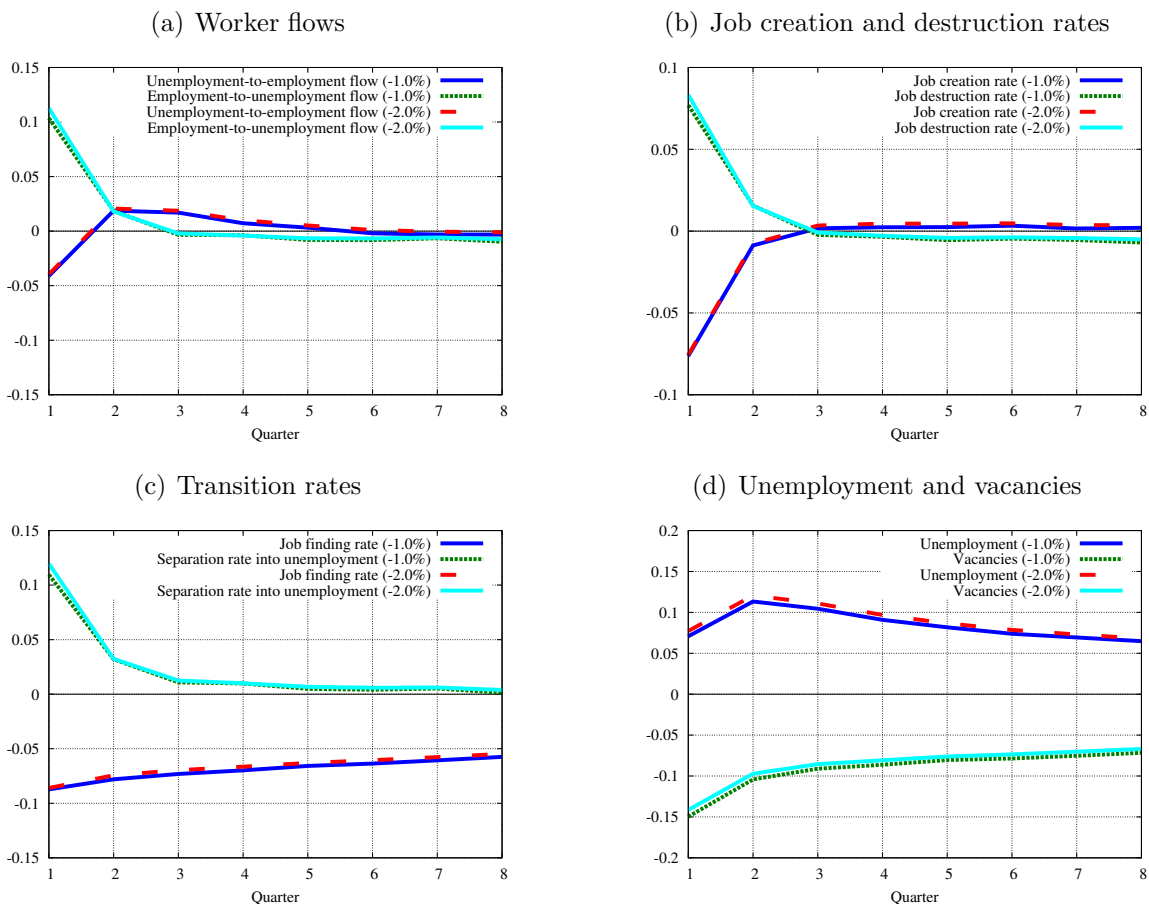 (a) Worker flows
0.15
0.1
0.05
0
-0.05
-0.1
-0.15
Unemployment-to-employment flow (-1.0%)
Employment-to-unemployment flow (-1.0%)
Unemployment-to-employment flow (-2.0%)
Employment-to-unemployment flow (-2.0%)
1 2 3 4 5 6 7 8
Quarter
(b) Job creation and destruction rates
0.1
0.05
0
-0.05
-0.1
Job creation rate (-1.0%)
Job destruction rate (-1.0%)
Job creation rate (-2.0%)
Job destruction rate (-2.0%)
1 2 3 4 5 6 7 8
Quarter
(c) Transition rates
0.15
0.1
0.05
0
-0.05
-0.1
-0.15
Job finding rate (-1.0%)
Separation rate into unemployment (-1.0%)
Job finding rate (-2.0%)
Separation rate into unemployment (-2.0%)
1 2 3 4 5 6 7 8
Quarter
(d) Unemployment and vacancies
0.2
0.15
0.1
0.05
0
-0.05
-0.1
-0.15
-0.2
Unemployment (-1.0%)
Vacancies (-1.0%)
Unemployment (-2.0%)
Vacancies (-2.0%)
1 2 3 4 5 6 7 8
Quarter